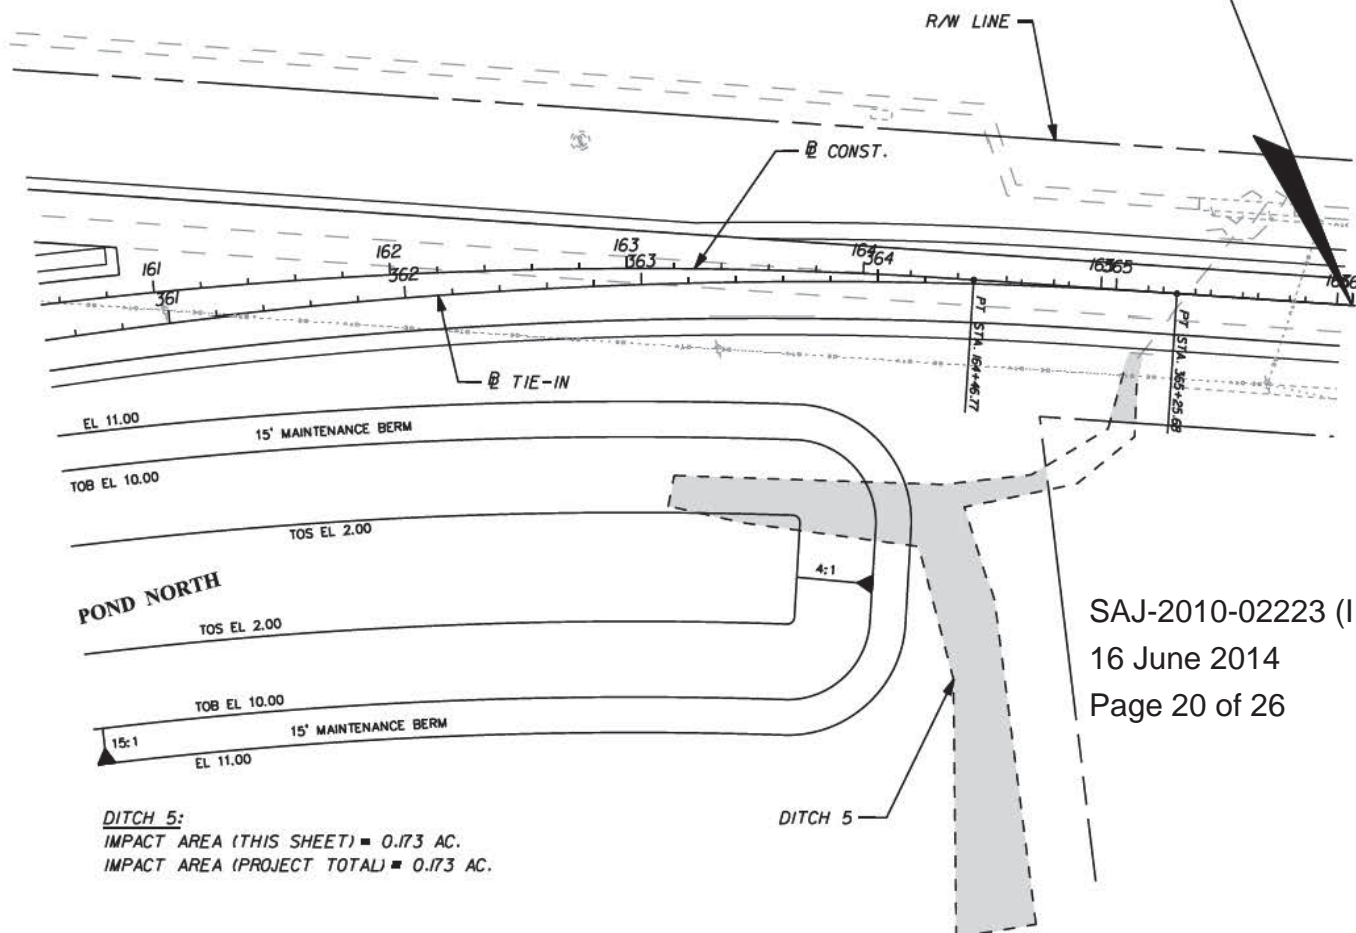 R/W LINE
BL CONST.
161
162
163
164
165
361
362
363
364
365
PT STA. 164+46.77
PT STA. 365+25.68
BL TIE-IN
EL 11.00
15' MAINTENANCE BERM
TOB EL 10.00
TOS EL 2.00
4:1
POND NORTH
TOS EL 2.00
SAJ-2010-02223 (I
16 June 2014
Page 20 of 26
TOB EL 10.00
15' MAINTENANCE BERM
15:1
EL 11.00
DITCH 5
DITCH 5:
IMPACT AREA (THIS SHEET) = 0.173 AC.
IMPACT AREA (PROJECT TOTAL) = 0.173 AC.